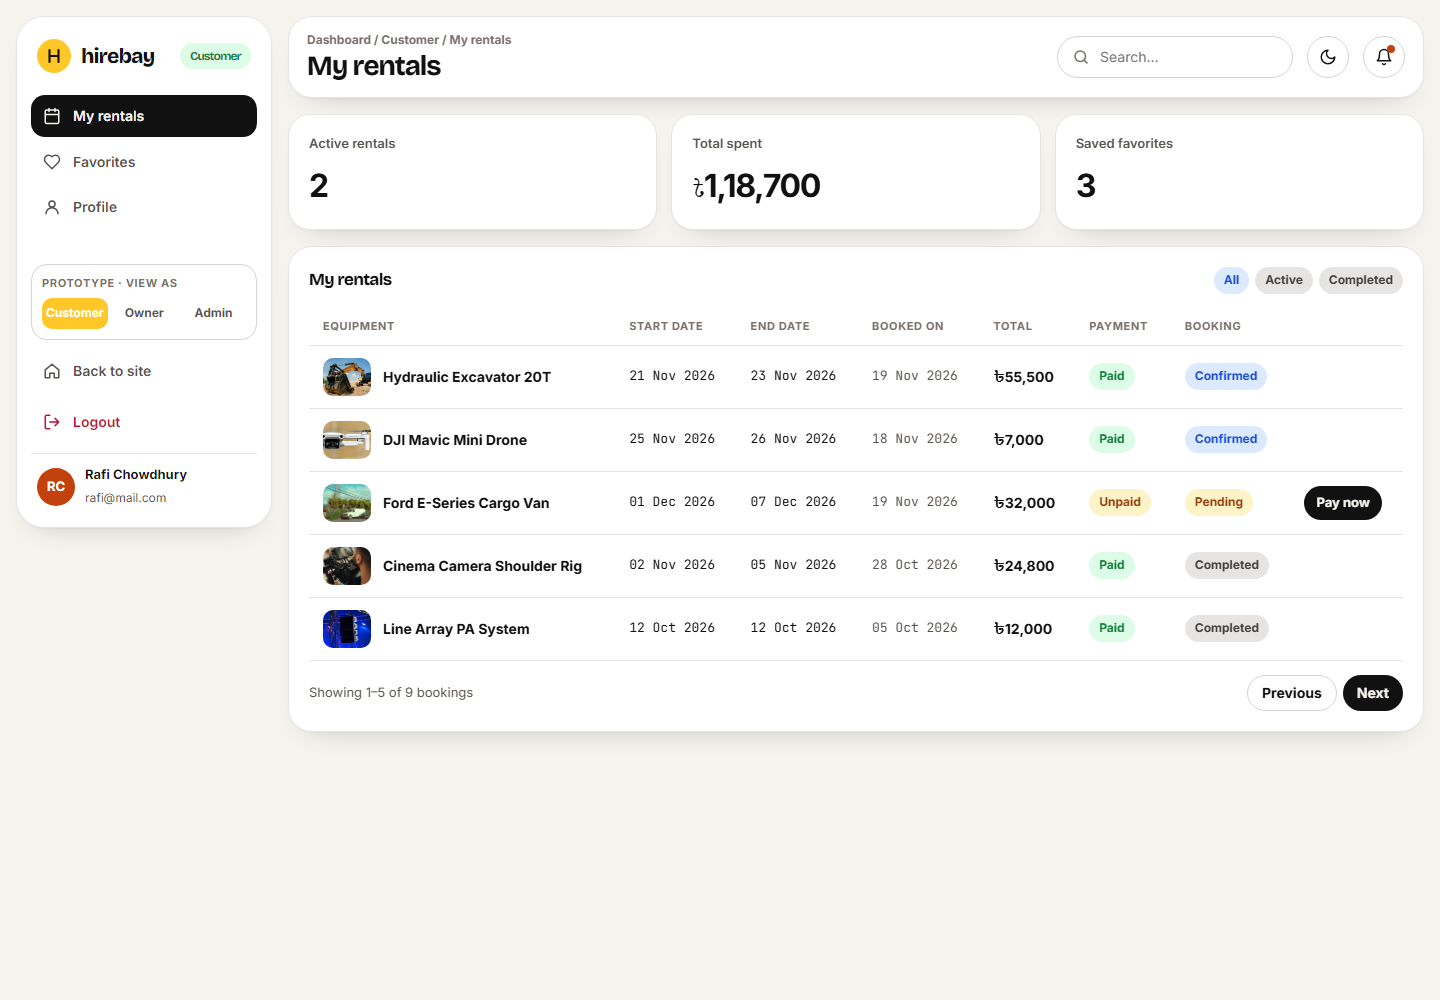 H hirebay Customer
My rentals
Favorites
Profile
PROTOTYPE · VIEW AS
Customer Owner Admin
Back to site
Logout
RC Rafi Chowdhury
rafi@mail.com
Dashboard / Customer / My rentals
My rentals
Search...
Active rentals
2
Total spent
৳1,18,700
Saved favorites
3
My rentals
All Active Completed
EQUIPMENT START DATE END DATE BOOKED ON TOTAL PAYMENT BOOKING
Hydraulic Excavator 20T 21 Nov 2026 23 Nov 2026 19 Nov 2026 ৳55,500 Paid Confirmed
DJI Mavic Mini Drone 25 Nov 2026 26 Nov 2026 18 Nov 2026 ৳7,000 Paid Confirmed
Ford E-Series Cargo Van 01 Dec 2026 07 Dec 2026 19 Nov 2026 ৳32,000 Unpaid Pending Pay now
Cinema Camera Shoulder Rig 02 Nov 2026 05 Nov 2026 28 Oct 2026 ৳24,800 Paid Completed
Line Array PA System 12 Oct 2026 12 Oct 2026 05 Oct 2026 ৳12,000 Paid Completed
Showing 1–5 of 9 bookings
Previous Next